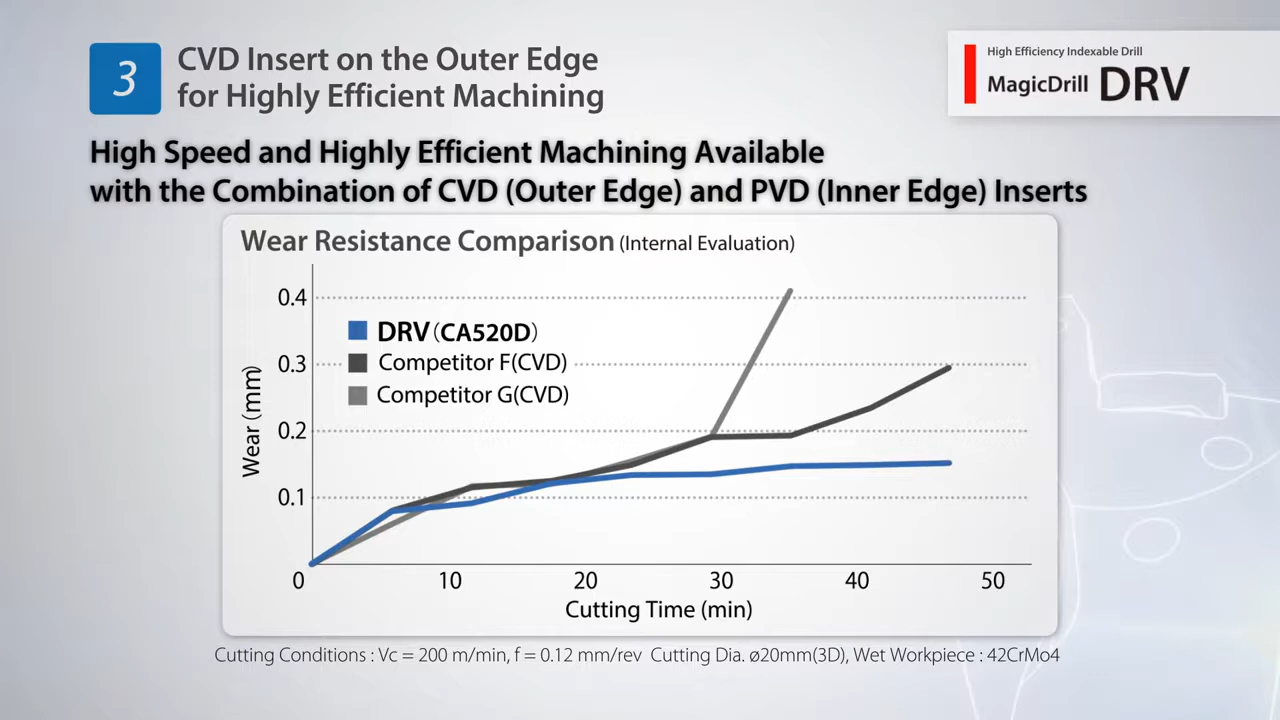 3
CVD Insert on the Outer Edge
for Highly Efficient Machining
High Efficiency Indexable Drill
MagicDrill DRV
High Speed and Highly Efficient Machining Available
with the Combination of CVD (Outer Edge) and PVD (Inner Edge) Inserts
Wear Resistance Comparison (Internal Evaluation)
0.4
DRV (CA520D)
0.3
Competitor F(CVD)
Competitor G(CVD)
Wear (mm)
0.2
0.1
0 10 20 30 40 50
Cutting Time (min)
Cutting Conditions : Vc = 200 m/min, f = 0.12 mm/rev Cutting Dia. ø20mm(3D), Wet Workpiece : 42CrMo4